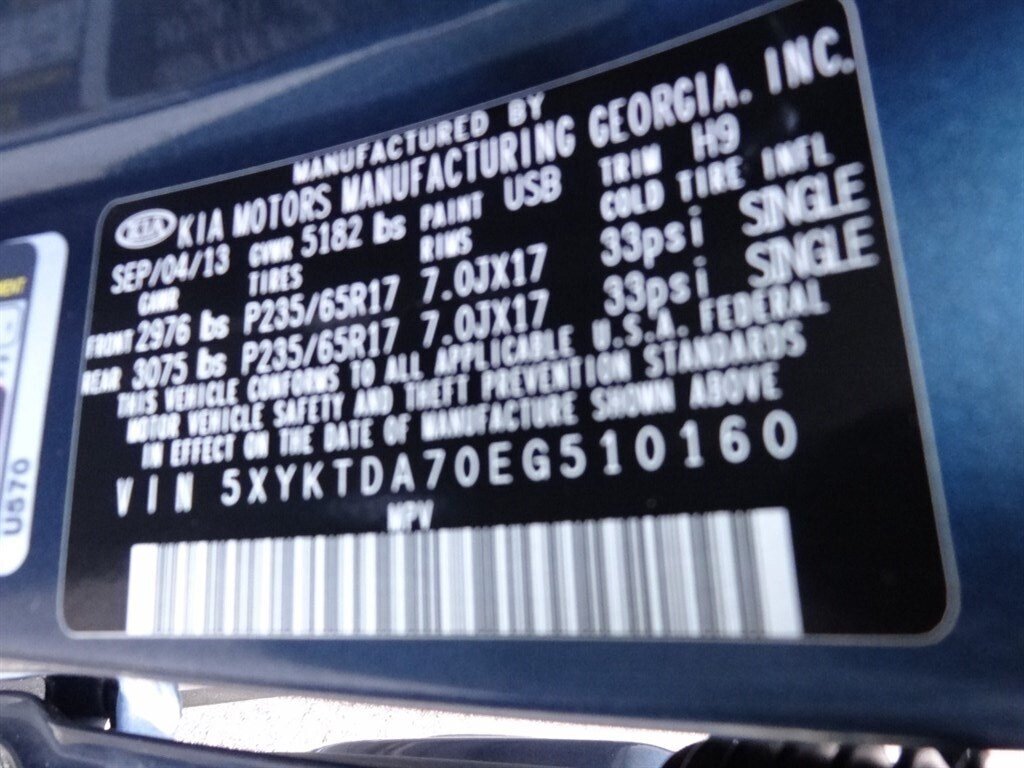 MANUFACTURED BY
KIA KIA MOTORS MANUFACTURING GEORGIA, INC.
SEP/04/13 GVWR 5182 lbs PAINT USB TRIM H9
GAWR TIRES RIMS COLD TIRE INFL
FRONT 2976 lbs P235/65R17 7.0JX17 33psi SINGLE
REAR 3075 lbs P235/65R17 7.0JX17 33psi SINGLE
THIS VEHICLE CONFORMS TO ALL APPLICABLE U.S.A. FEDERAL
MOTOR VEHICLE SAFETY AND THEFT PREVENTION STANDARDS
IN EFFECT ON THE DATE OF MANUFACTURE SHOWN ABOVE
VIN 5XYKTDA70EG510160
MPV
U570